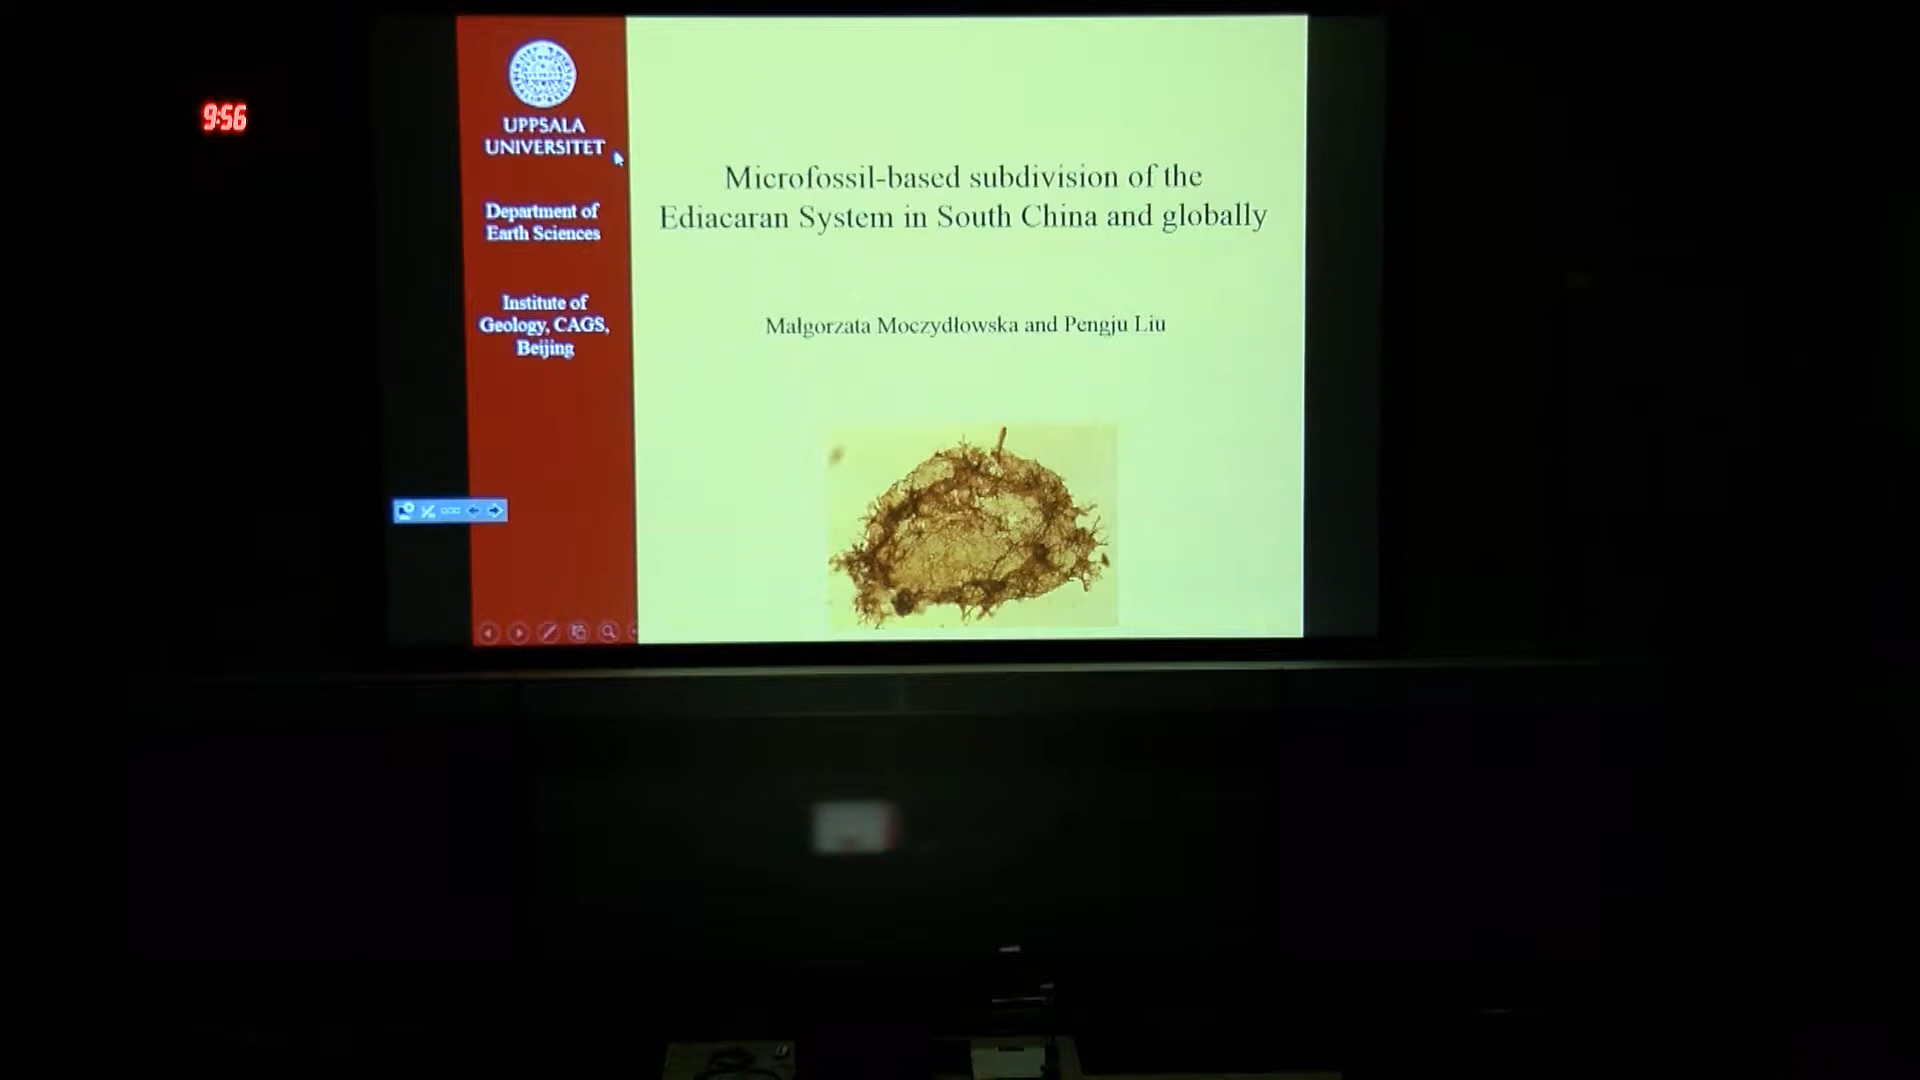 9:56
UPPSALA
UNIVERSITET
Department of
Earth Sciences
Institute of
Geology, CAGS,
Beijing
Microfossil-based subdivision of the
Ediacaran System in South China and globally
Małgorzata Moczydłowska and Pengju Liu